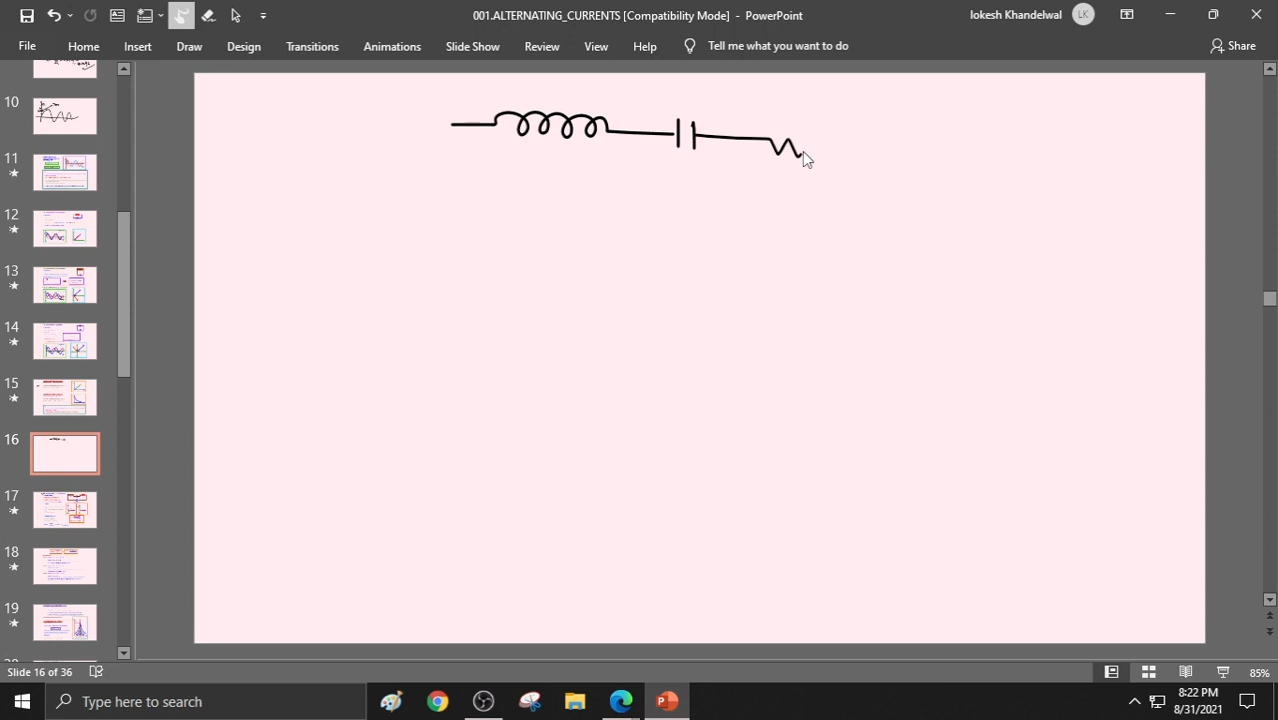 001.ALTERNATING_CURRENTS [Compatibility Mode] - PowerPoint
lokesh Khandelwal
LK
File Home Insert Draw Design Transitions Animations Slide Show Review View Help Tell me what you want to do Share
10
11
12
13
14
15
16
17
18
19
Slide 16 of 36
85%
Type here to search
8:22 PM
8/31/2021